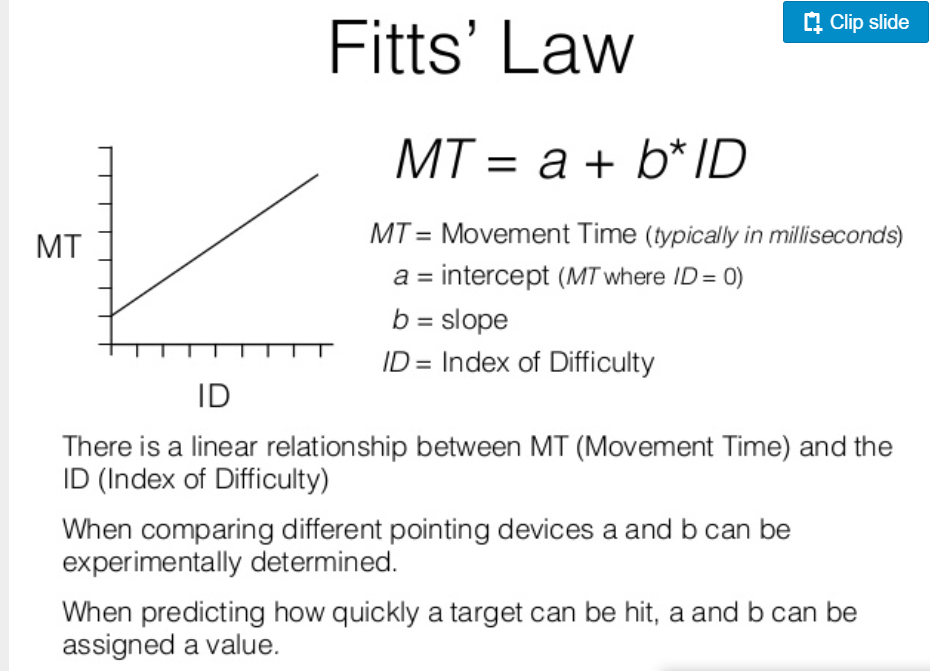 Clip slide
Fitts’ Law
MT = a + b*ID
MT
MT = Movement Time (typically in milliseconds)
a = intercept (MT where ID = 0)
b = slope
ID = Index of Difficulty
ID
There is a linear relationship between MT (Movement Time) and the
ID (Index of Difficulty)
When comparing different pointing devices a and b can be
experimentally determined.
When predicting how quickly a target can be hit, a and b can be
assigned a value.